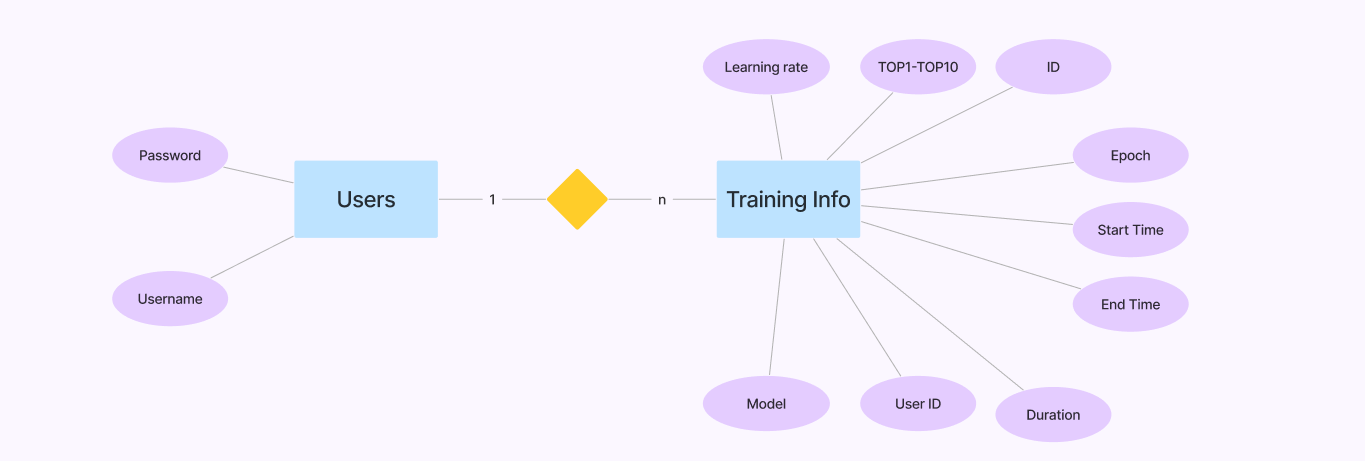 Learning rate
TOP1-TOP10
ID
Password
Epoch
Users
1
n
Training Info
Start Time
Username
End Time
Model
User ID
Duration